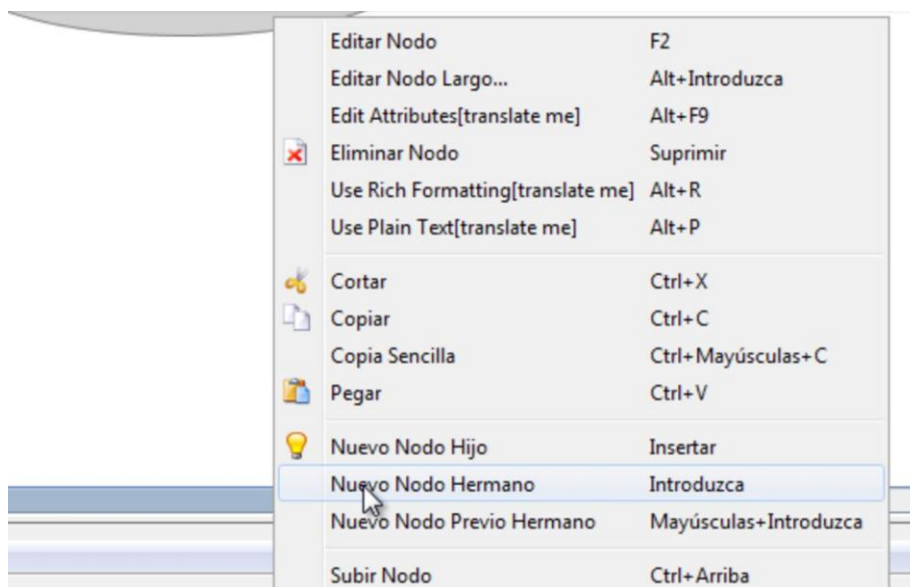 Editar Nodo F2
Editar Nodo Largo... Alt+Introduzca
Edit Attributes[translate me] Alt+F9
Eliminar Nodo Suprimir
Use Rich Formatting[translate me] Alt+R
Use Plain Text[translate me] Alt+P
Cortar Ctrl+X
Copiar Ctrl+C
Copia Sencilla Ctrl+Mayúsculas+C
Pegar Ctrl+V
Nuevo Nodo Hijo Insertar
Nuevo Nodo Hermano Introduzca
Nuevo Nodo Previo Hermano Mayúsculas+Introduzca
Subir Nodo Ctrl+Arriba